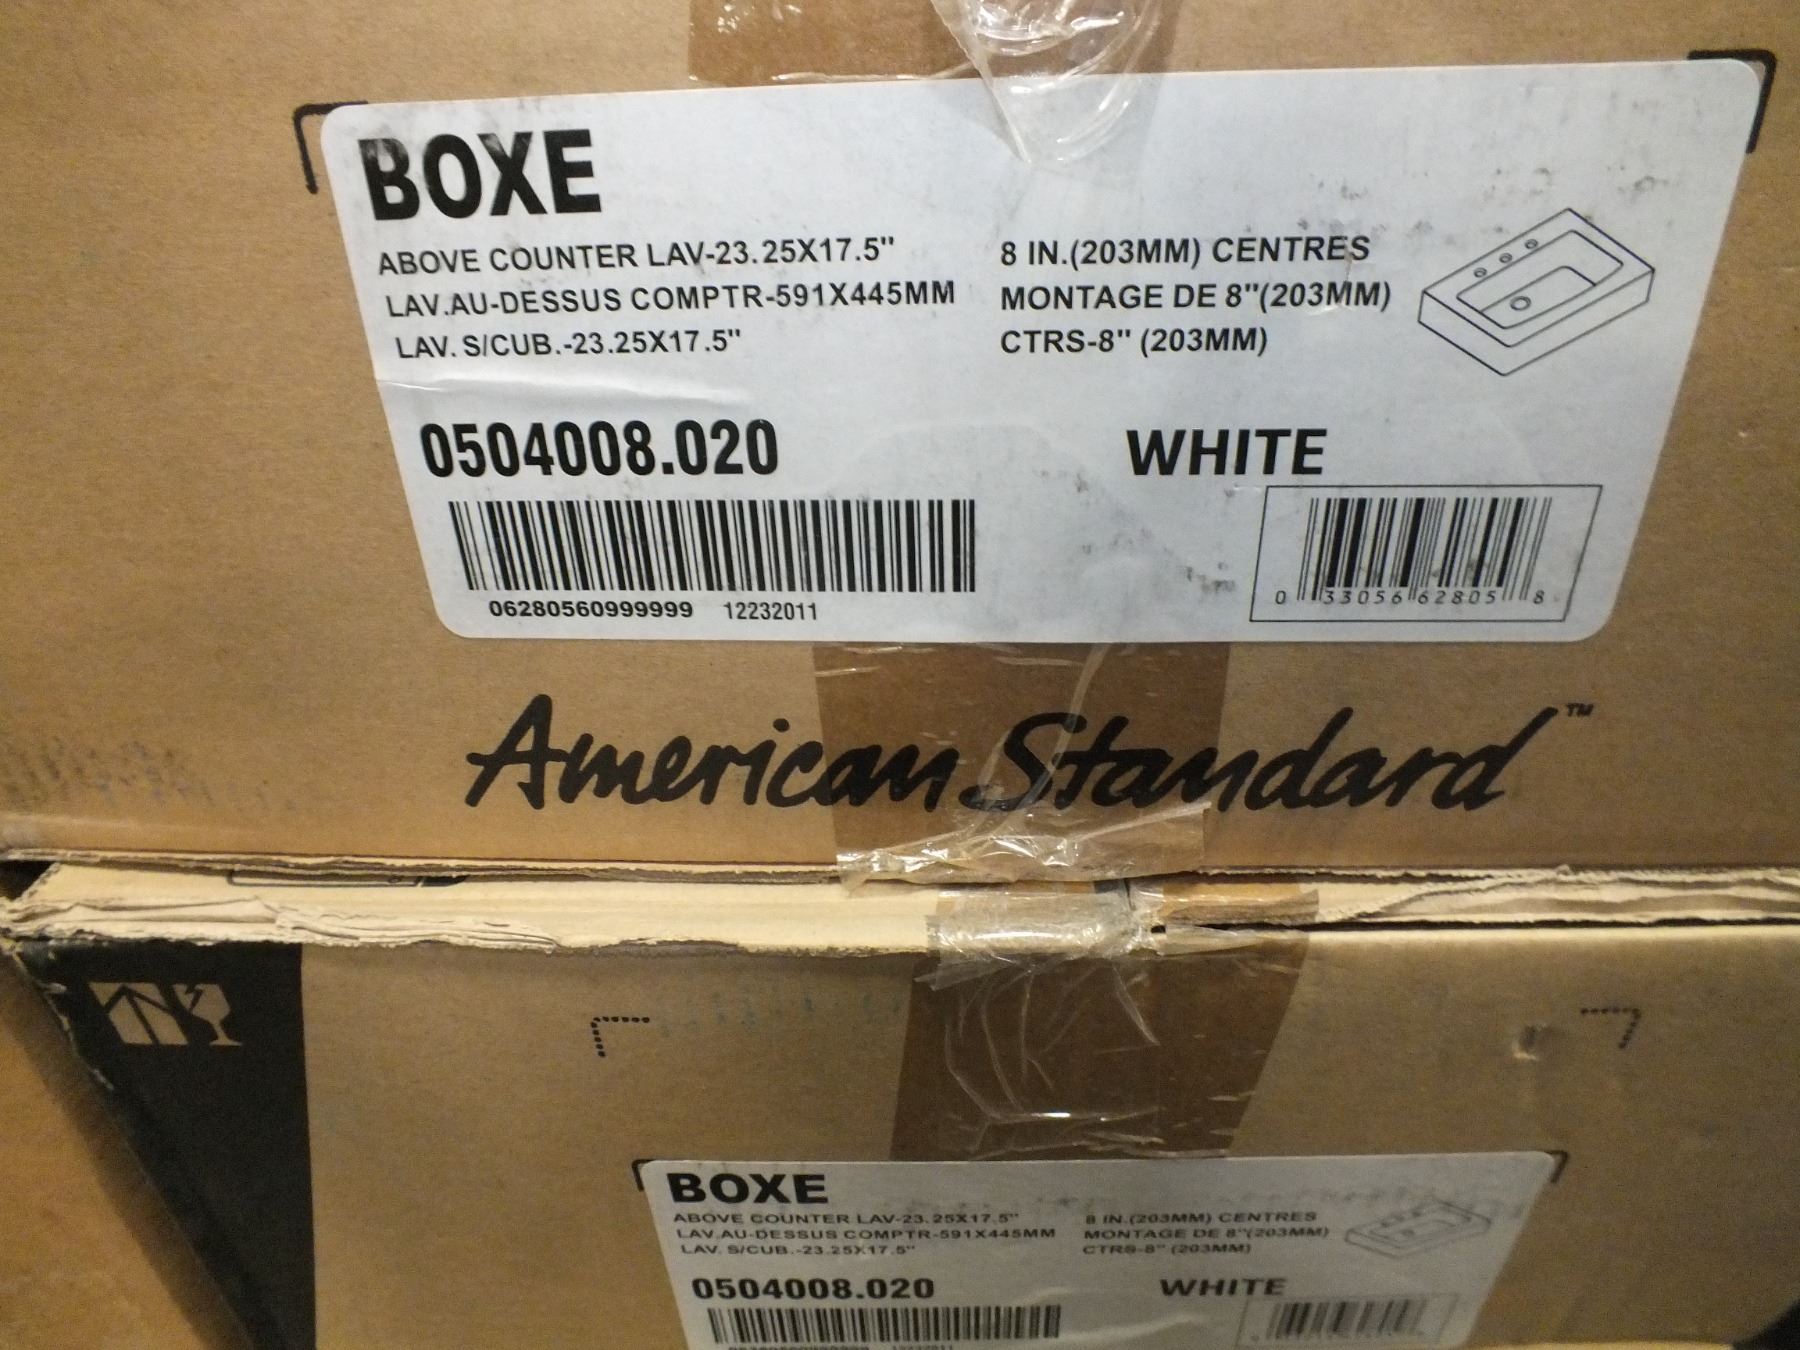 BOXE
ABOVE COUNTER LAV-23.25X17.5"
LAV.AU-DESSUS COMPTR-591X445MM
LAV. S/CUB.-23.25X17.5"
8 IN.(203MM) CENTRES
MONTAGE DE 8"(203MM)
CTRS-8" (203MM)
0504008.020
WHITE
06280560999999 12232011
0 33056 62805 8
American Standard™
BOXE
ABOVE COUNTER LAV-23.25X17.5"
LAV.AU-DESSUS COMPTR-591X445MM
LAV. S/CUB.-23.25X17.5"
8 IN.(203MM) CENTRES
MONTAGE DE 8"(203MM)
CTRS-8" (203MM)
0504008.020
WHITE